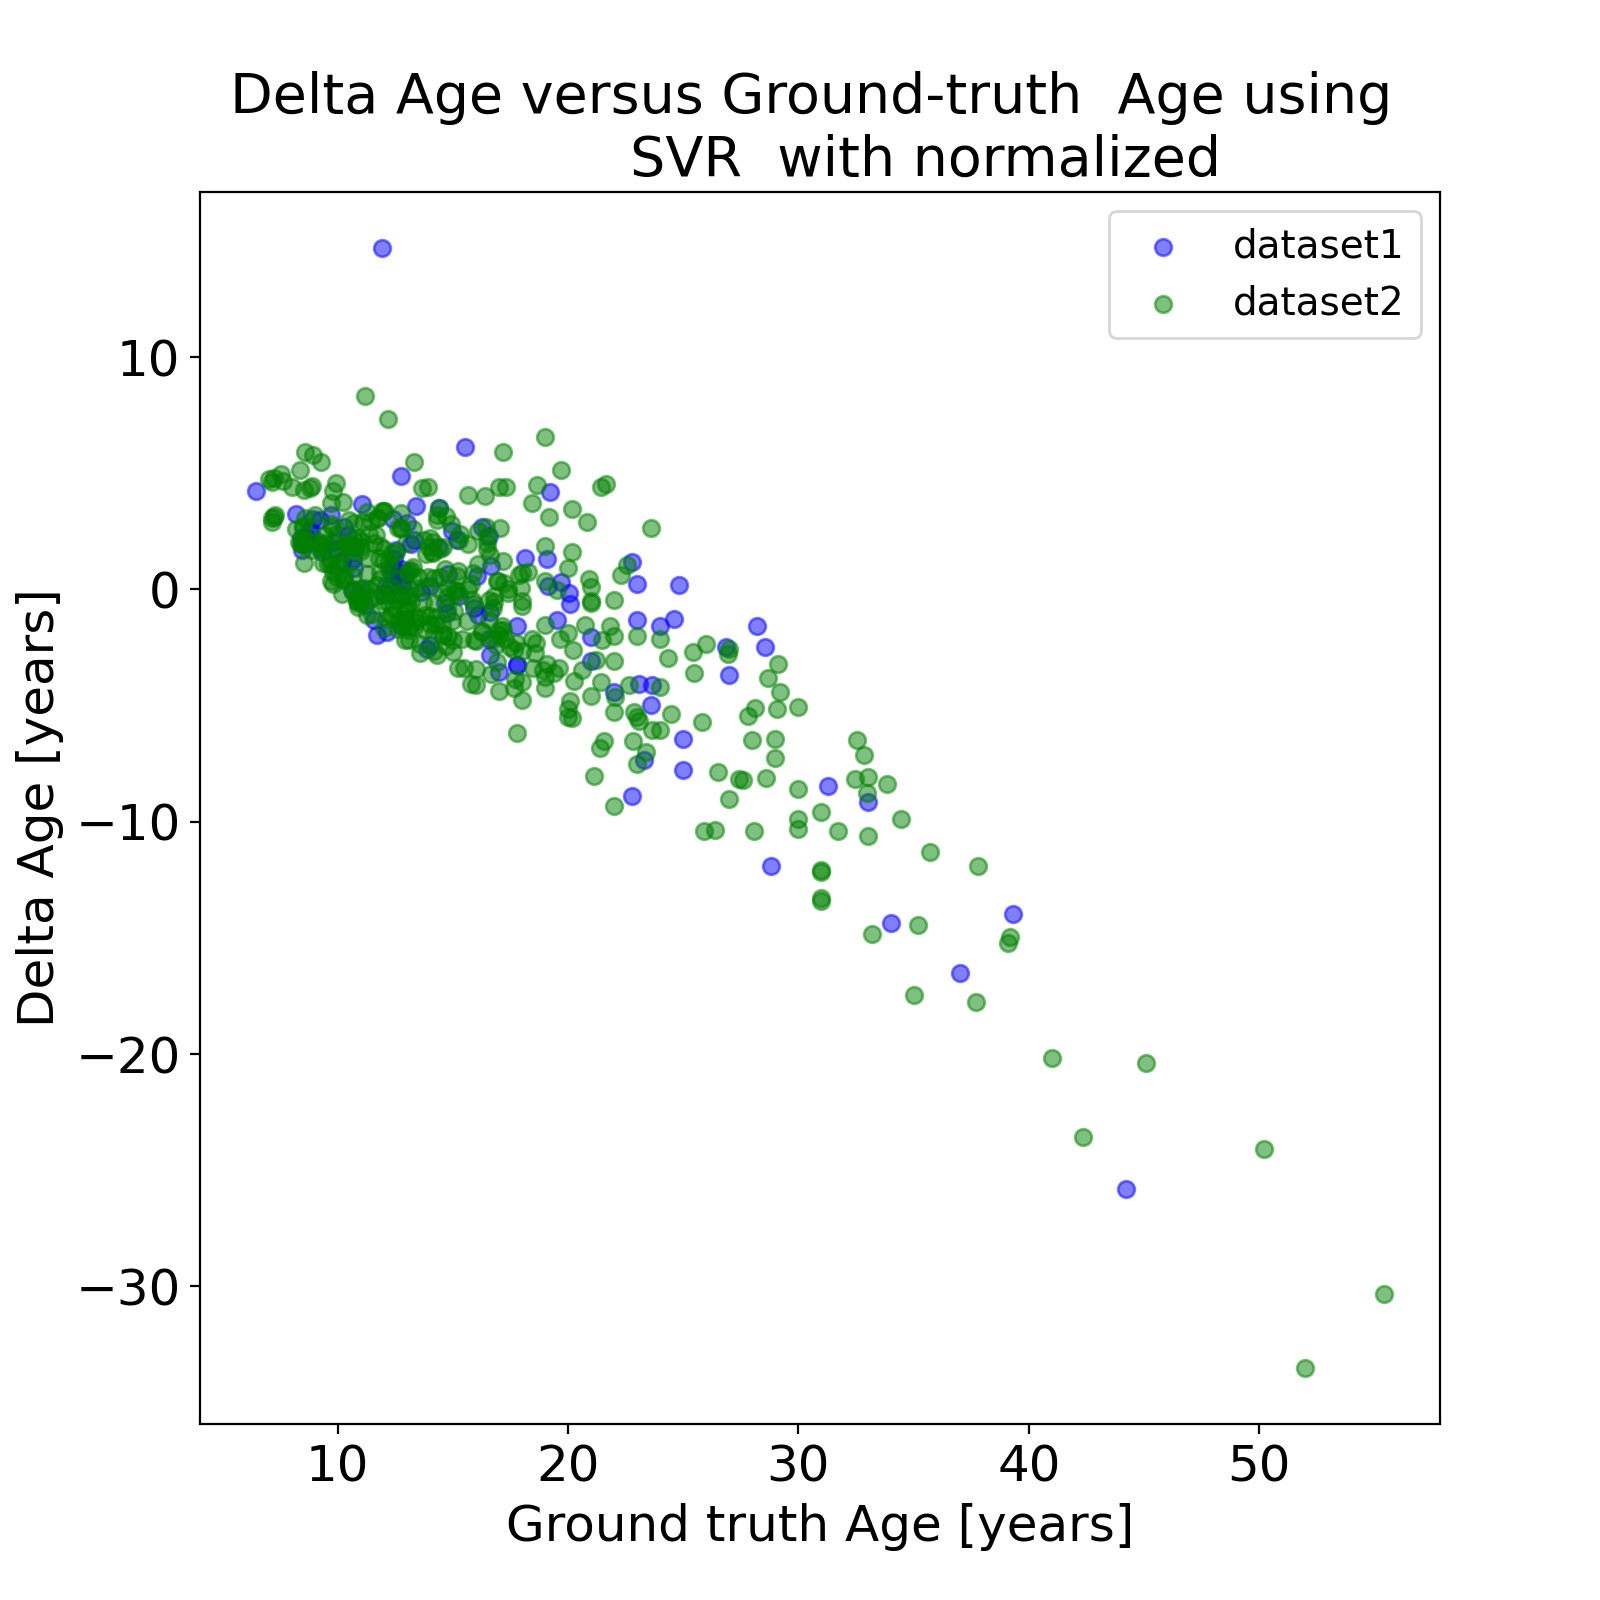 Delta Age versus Ground-truth  Age using
SVR  with normalized
dataset1
dataset2
10
0
−10
−20
−30
Delta Age [years]
10 20 30 40 50
Ground truth Age [years]